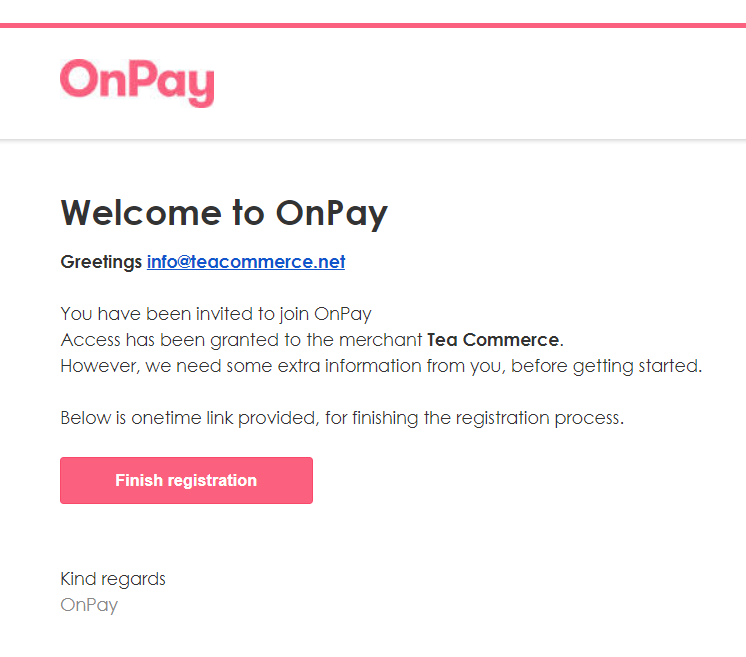 OnPay
Welcome to OnPay
Greetings info@teacommerce.net
You have been invited to join OnPay
Access has been granted to the merchant Tea Commerce.
However, we need some extra information from you, before getting started.
Below is onetime link provided, for finishing the registration process.
Finish registration
Kind regards
OnPay